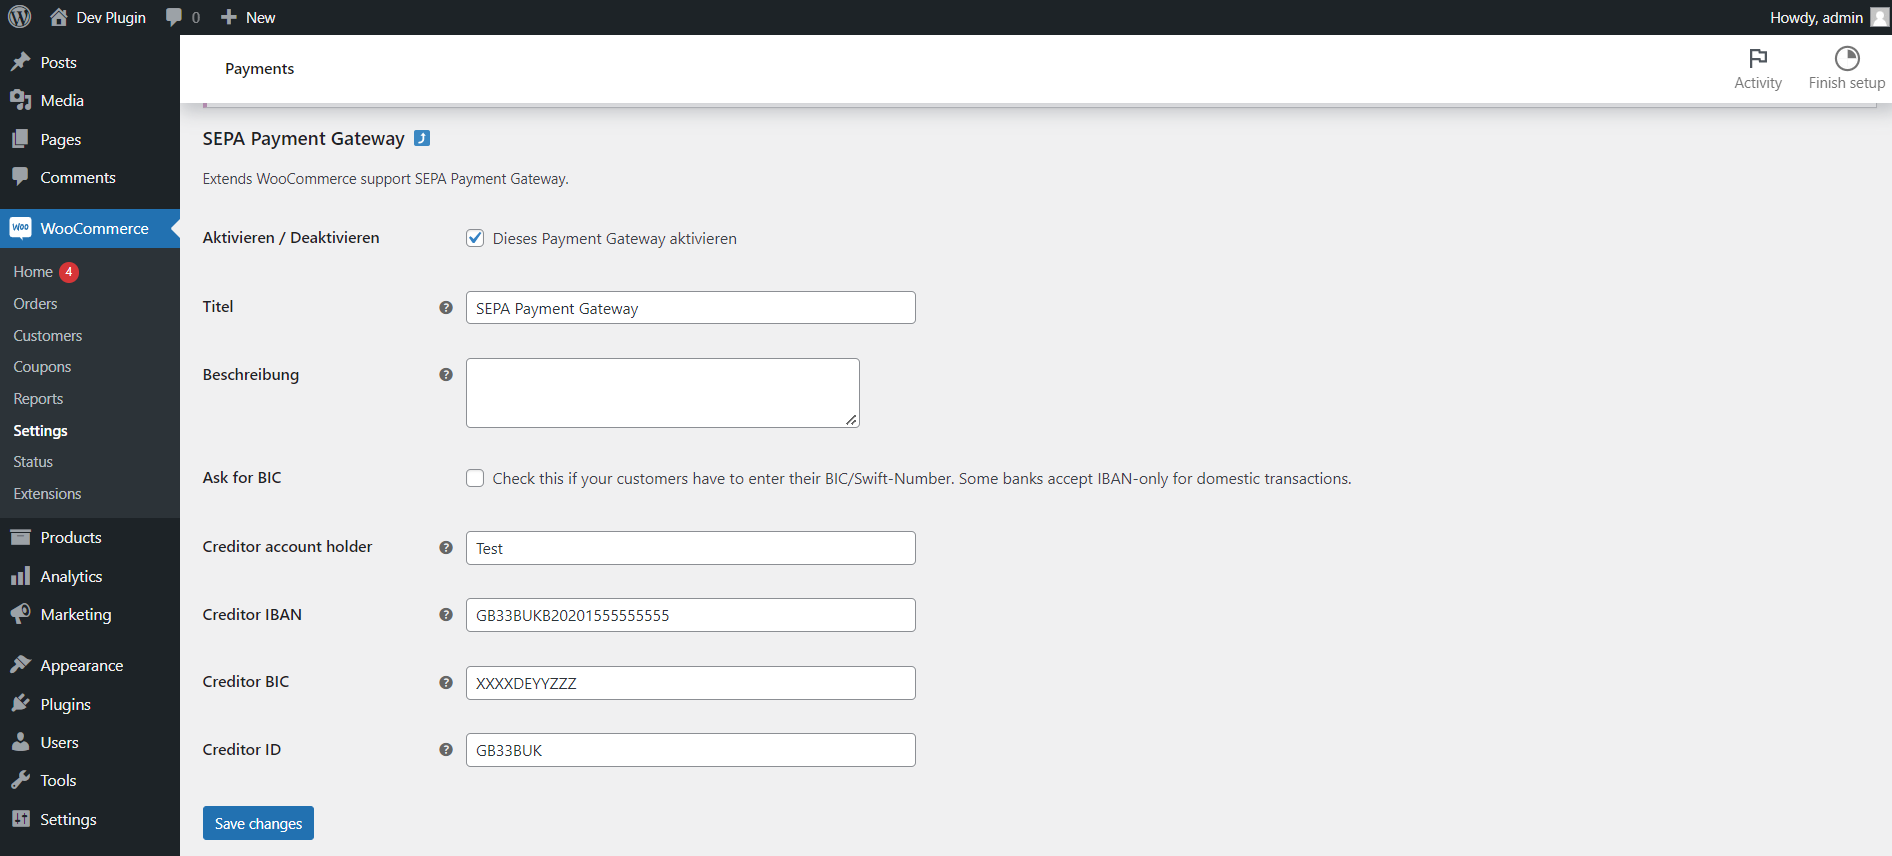 Dev Plugin
0
New
Howdy, admin
Posts
Media
Pages
Comments
Woo
WooCommerce
Home 4
Orders
Customers
Coupons
Reports
Settings
Status
Extensions
Products
Analytics
Marketing
Appearance
Plugins
Users
Tools
Settings
Payments
Activity
Finish setup
SEPA Payment Gateway
Extends WooCommerce support SEPA Payment Gateway.
Aktivieren / Deaktivieren
Dieses Payment Gateway aktivieren
Titel
SEPA Payment Gateway
Beschreibung
Ask for BIC
Check this if your customers have to enter their BIC/Swift-Number. Some banks accept IBAN-only for domestic transactions.
Creditor account holder
Test
Creditor IBAN
GB33BUKB20201555555555
Creditor BIC
XXXXDEYYZZZ
Creditor ID
GB33BUK
Save changes